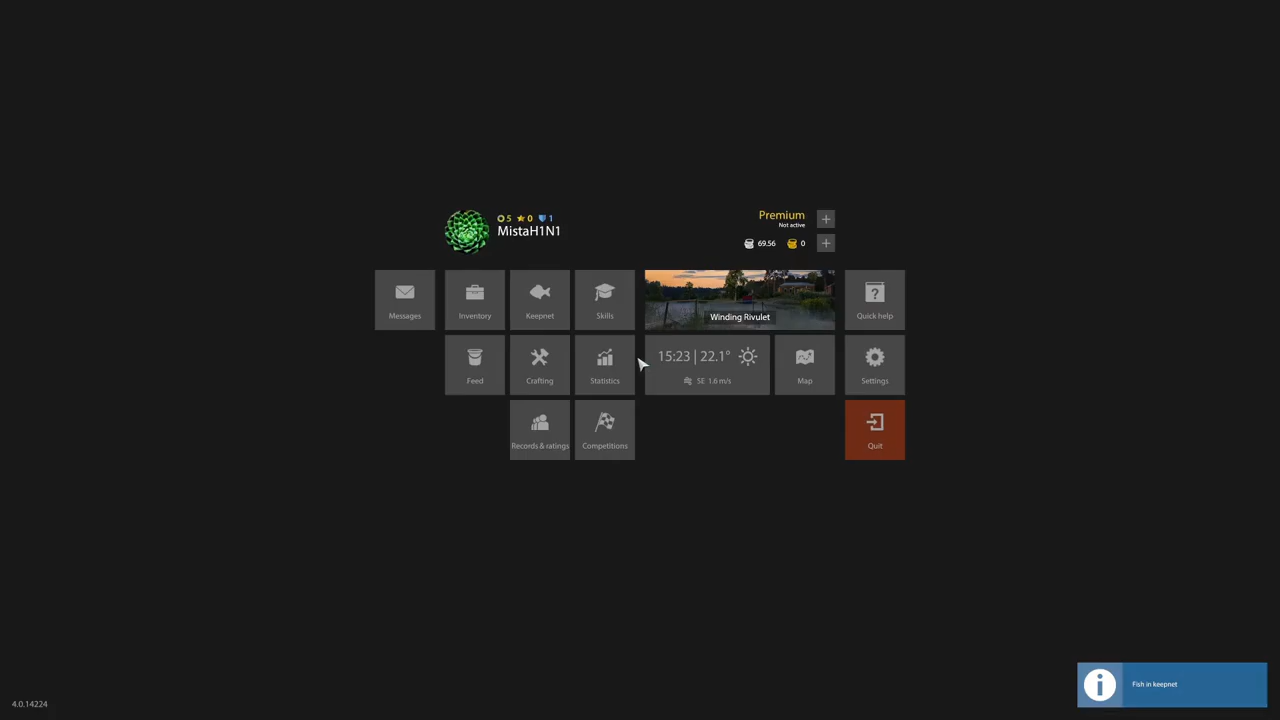 5 0 1
MistaH1N1
Premium
Not active
69.56 0
Messages
Inventory
Keepnet
Skills
Winding Rivulet
Quick help
Feed
Crafting
Statistics
15:23 | 22.1°
SE 1.6 m/s
Map
Settings
Records & ratings
Competitions
Quit
Fish in keepnet
4.0.14224